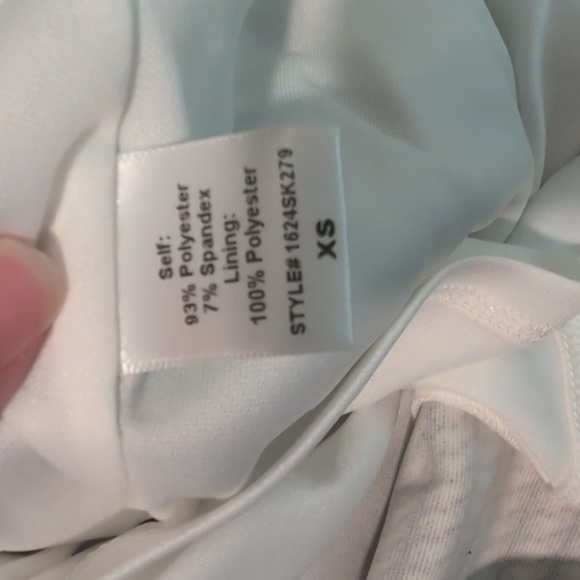 Self:
93% Polyester
7% Spandex
Lining:
100% Polyester
STYLE# 1624SK279
XS